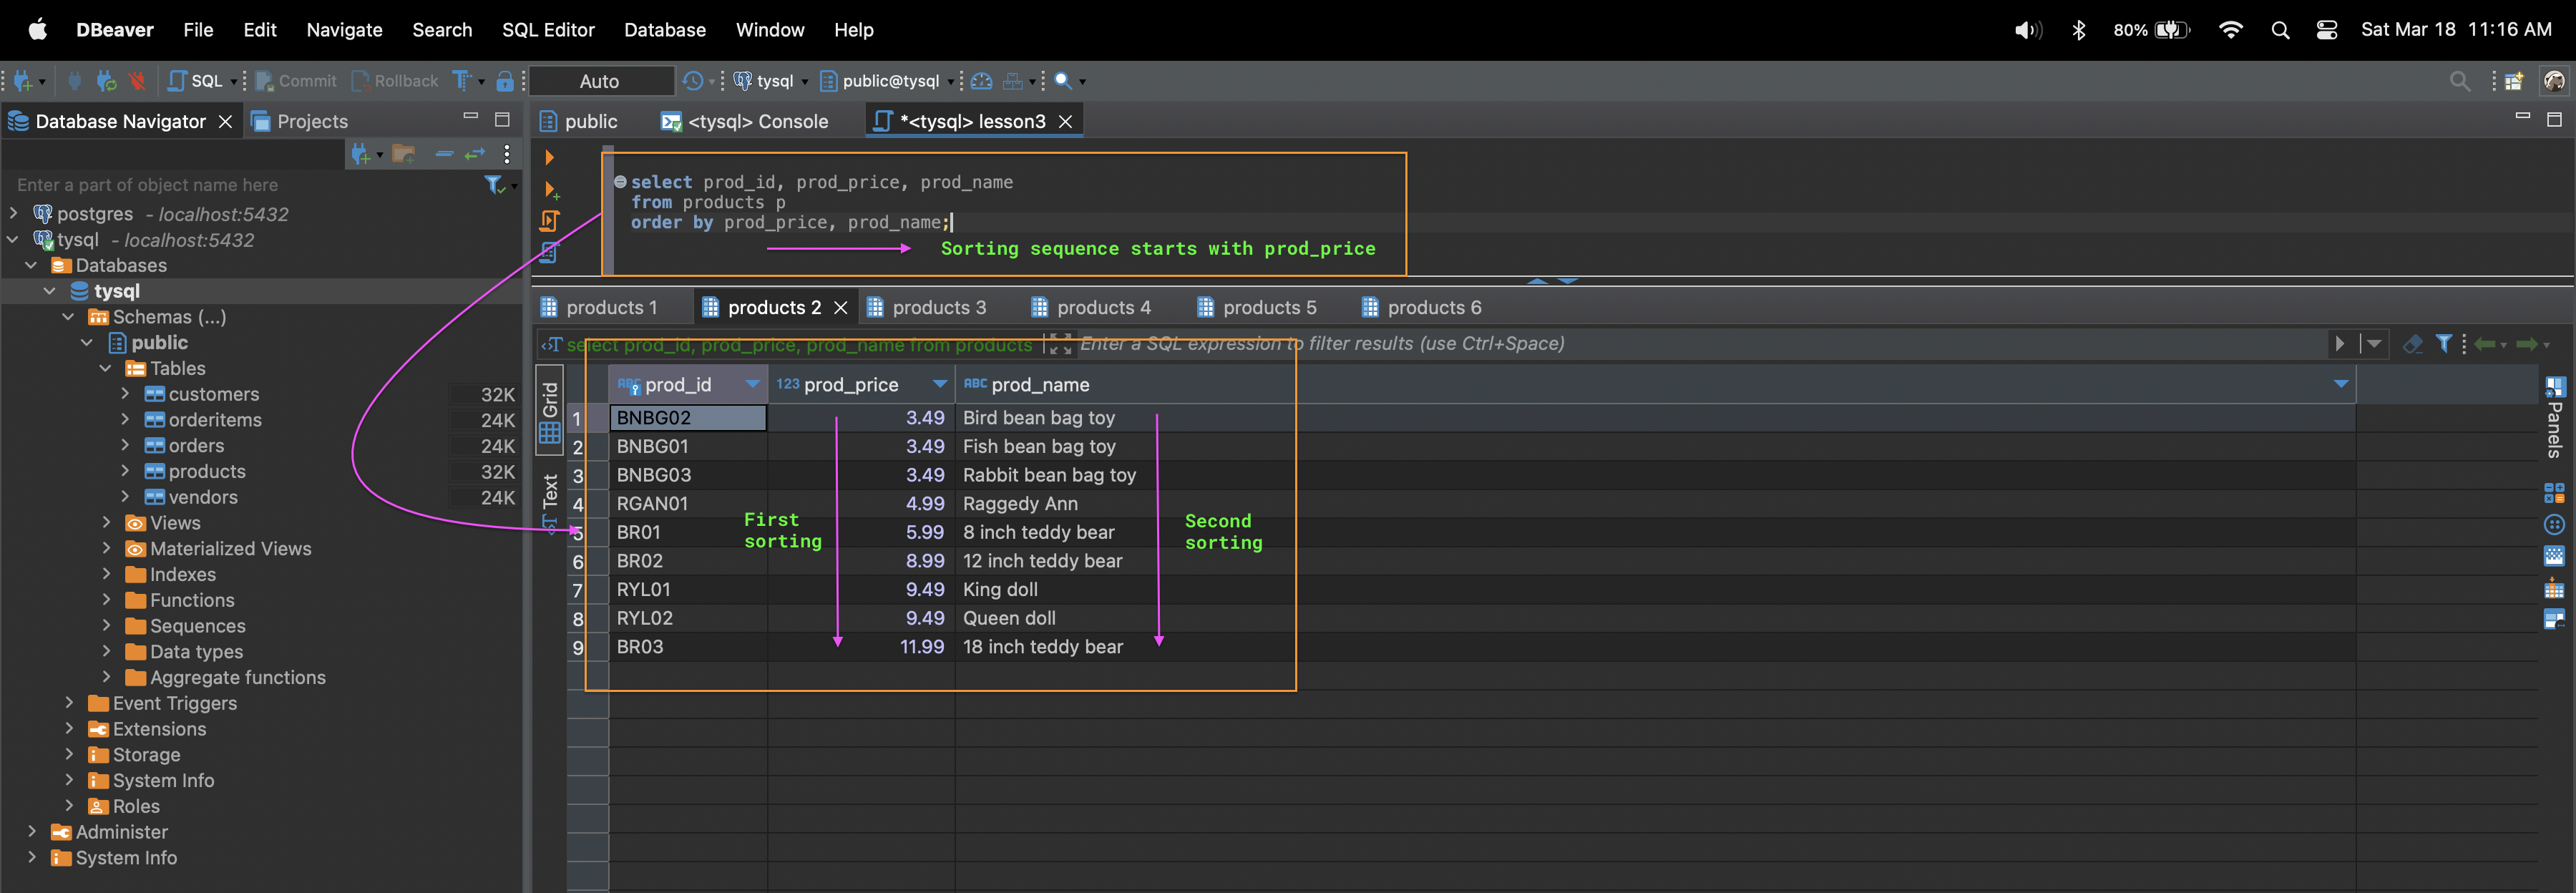 DBeaver File Edit Navigate Search SQL Editor Database Window Help 80% Sat Mar 18 11:16 AM
SQL Commit Rollback Auto tysql public@tysql
Database Navigator Projects
public <tysql> Console *<tysql> lesson3
Enter a part of object name here
postgres - localhost:5432
tysql - localhost:5432
Databases
tysql
Schemas (...)
public
Tables
customers 32K
orderitems 24K
orders 24K
products 32K
vendors 24K
Views
Materialized Views
Indexes
Functions
Sequences
Data types
Aggregate functions
Event Triggers
Extensions
Storage
System Info
Roles
Administer
System Info
select prod_id, prod_price, prod_name
from products p
order by prod_price, prod_name;
Sorting sequence starts with prod_price
products 1 products 2 products 3 products 4 products 5 products 6
select prod_id, prod_price, prod_name from products Enter a SQL expression to filter results (use Ctrl+Space)
Grid
Text
ABC prod_id 123 prod_price ABC prod_name
1 BNBG02 3.49 Bird bean bag toy
2 BNBG01 3.49 Fish bean bag toy
3 BNBG03 3.49 Rabbit bean bag toy
4 RGAN01 4.99 Raggedy Ann
5 BR01 5.99 8 inch teddy bear
6 BR02 8.99 12 inch teddy bear
7 RYL01 9.49 King doll
8 RYL02 9.49 Queen doll
9 BR03 11.99 18 inch teddy bear
First
sorting
Second
sorting
Panels